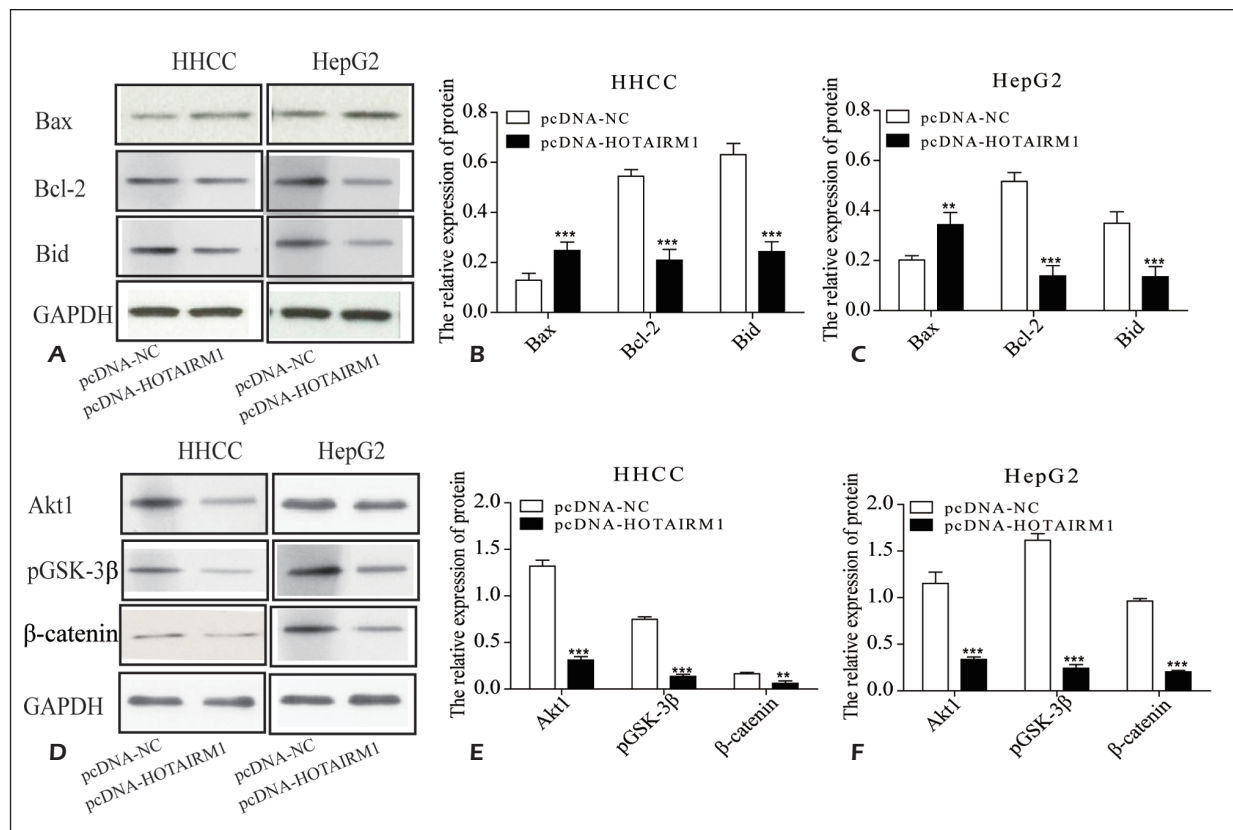 HHCC HepG2
Bax
Bcl-2
Bid
GAPDH
A
pcDNA-NC
pcDNA-HOTAIRM1
pcDNA-NC
pcDNA-HOTAIRM1
HHCC
The relative expression of protein
pcDNA-NC
pcDNA-HOTAIRM1
0.8
0.6
0.4
0.2
0.0
***
***
***
Bax
Bcl-2
Bid
B
HepG2
The relative expression of protein
pcDNA-NC
pcDNA-HOTAIRM1
0.8
0.6
0.4
0.2
0.0
**
***
***
Bax
Bcl-2
Bid
C
HHCC HepG2
Akt1
pGSK-3β
β-catenin
GAPDH
D
pcDNA-NC
pcDNA-HOTAIRM1
pcDNA-NC
pcDNA-HOTAIRM1
HHCC
The relative expression of protein
pcDNA-NC
pcDNA-HOTAIRM1
2.0
1.5
1.0
0.5
0.0
***
***
**
Akt1
pGSK-3β
β-catenin
E
HepG2
The relative expression of protein
pcDNA-NC
pcDNA-HOTAIRM1
2.0
1.5
1.0
0.5
0.0
***
***
***
Akt1
pGSK-3β
β-catenin
F